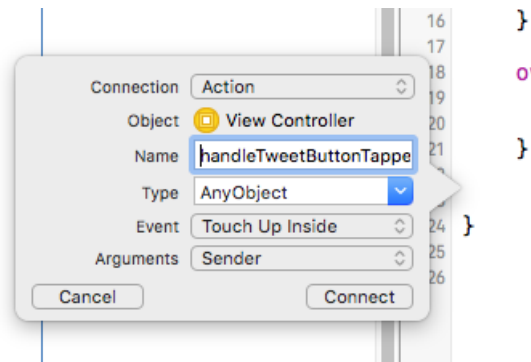 16 }
17
Connection Action 18 o
19
Object View Controller 20
Name handleTweetButtonTappe 21 }
Type AnyObject
Event Touch Up Inside 24 }
Arguments Sender 25
26
Cancel Connect